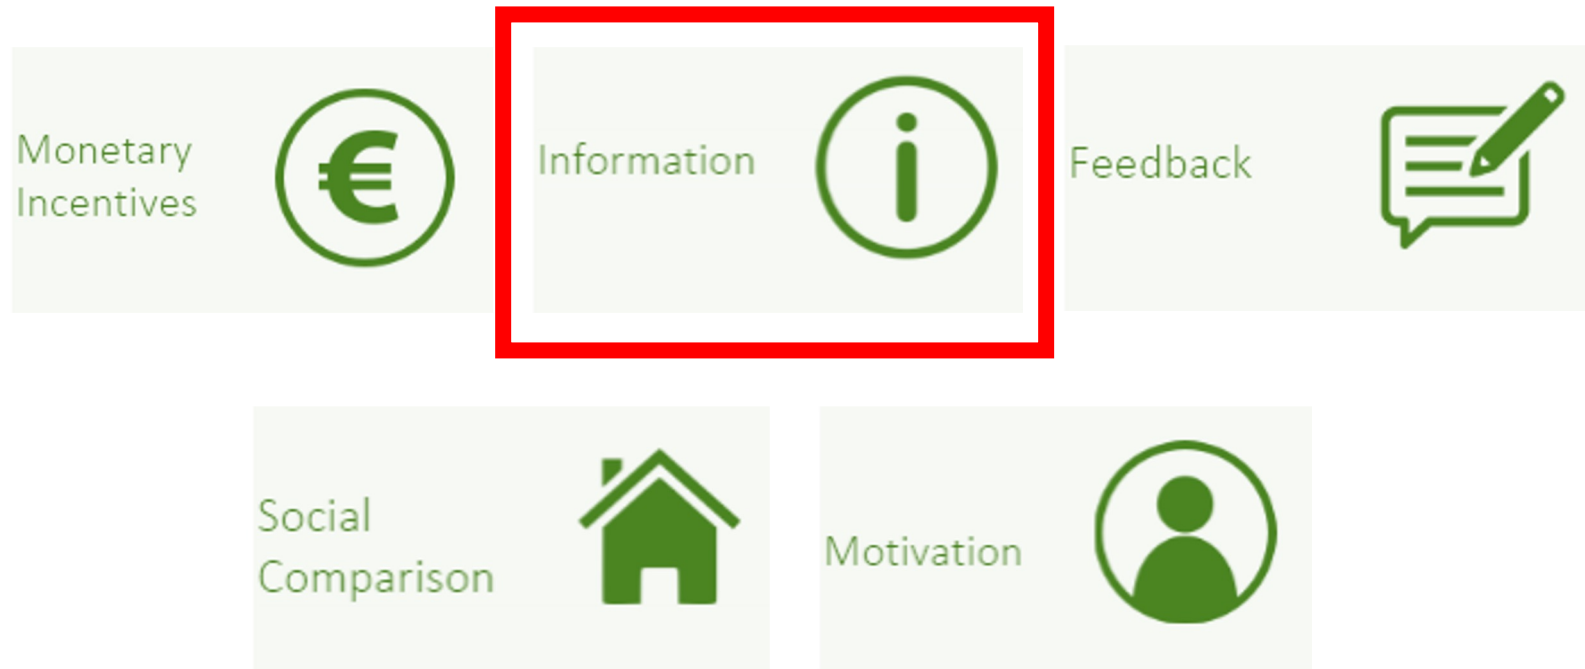 Monetary
Incentives
Information
Feedback
Social
Comparison
Motivation